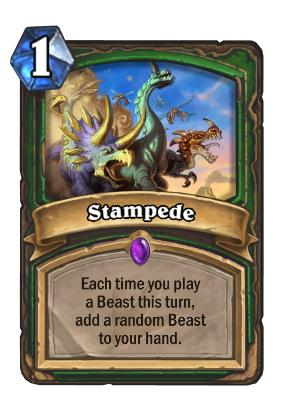 1
Stampede
Each time you play
a Beast this turn,
add a random Beast
to your hand.